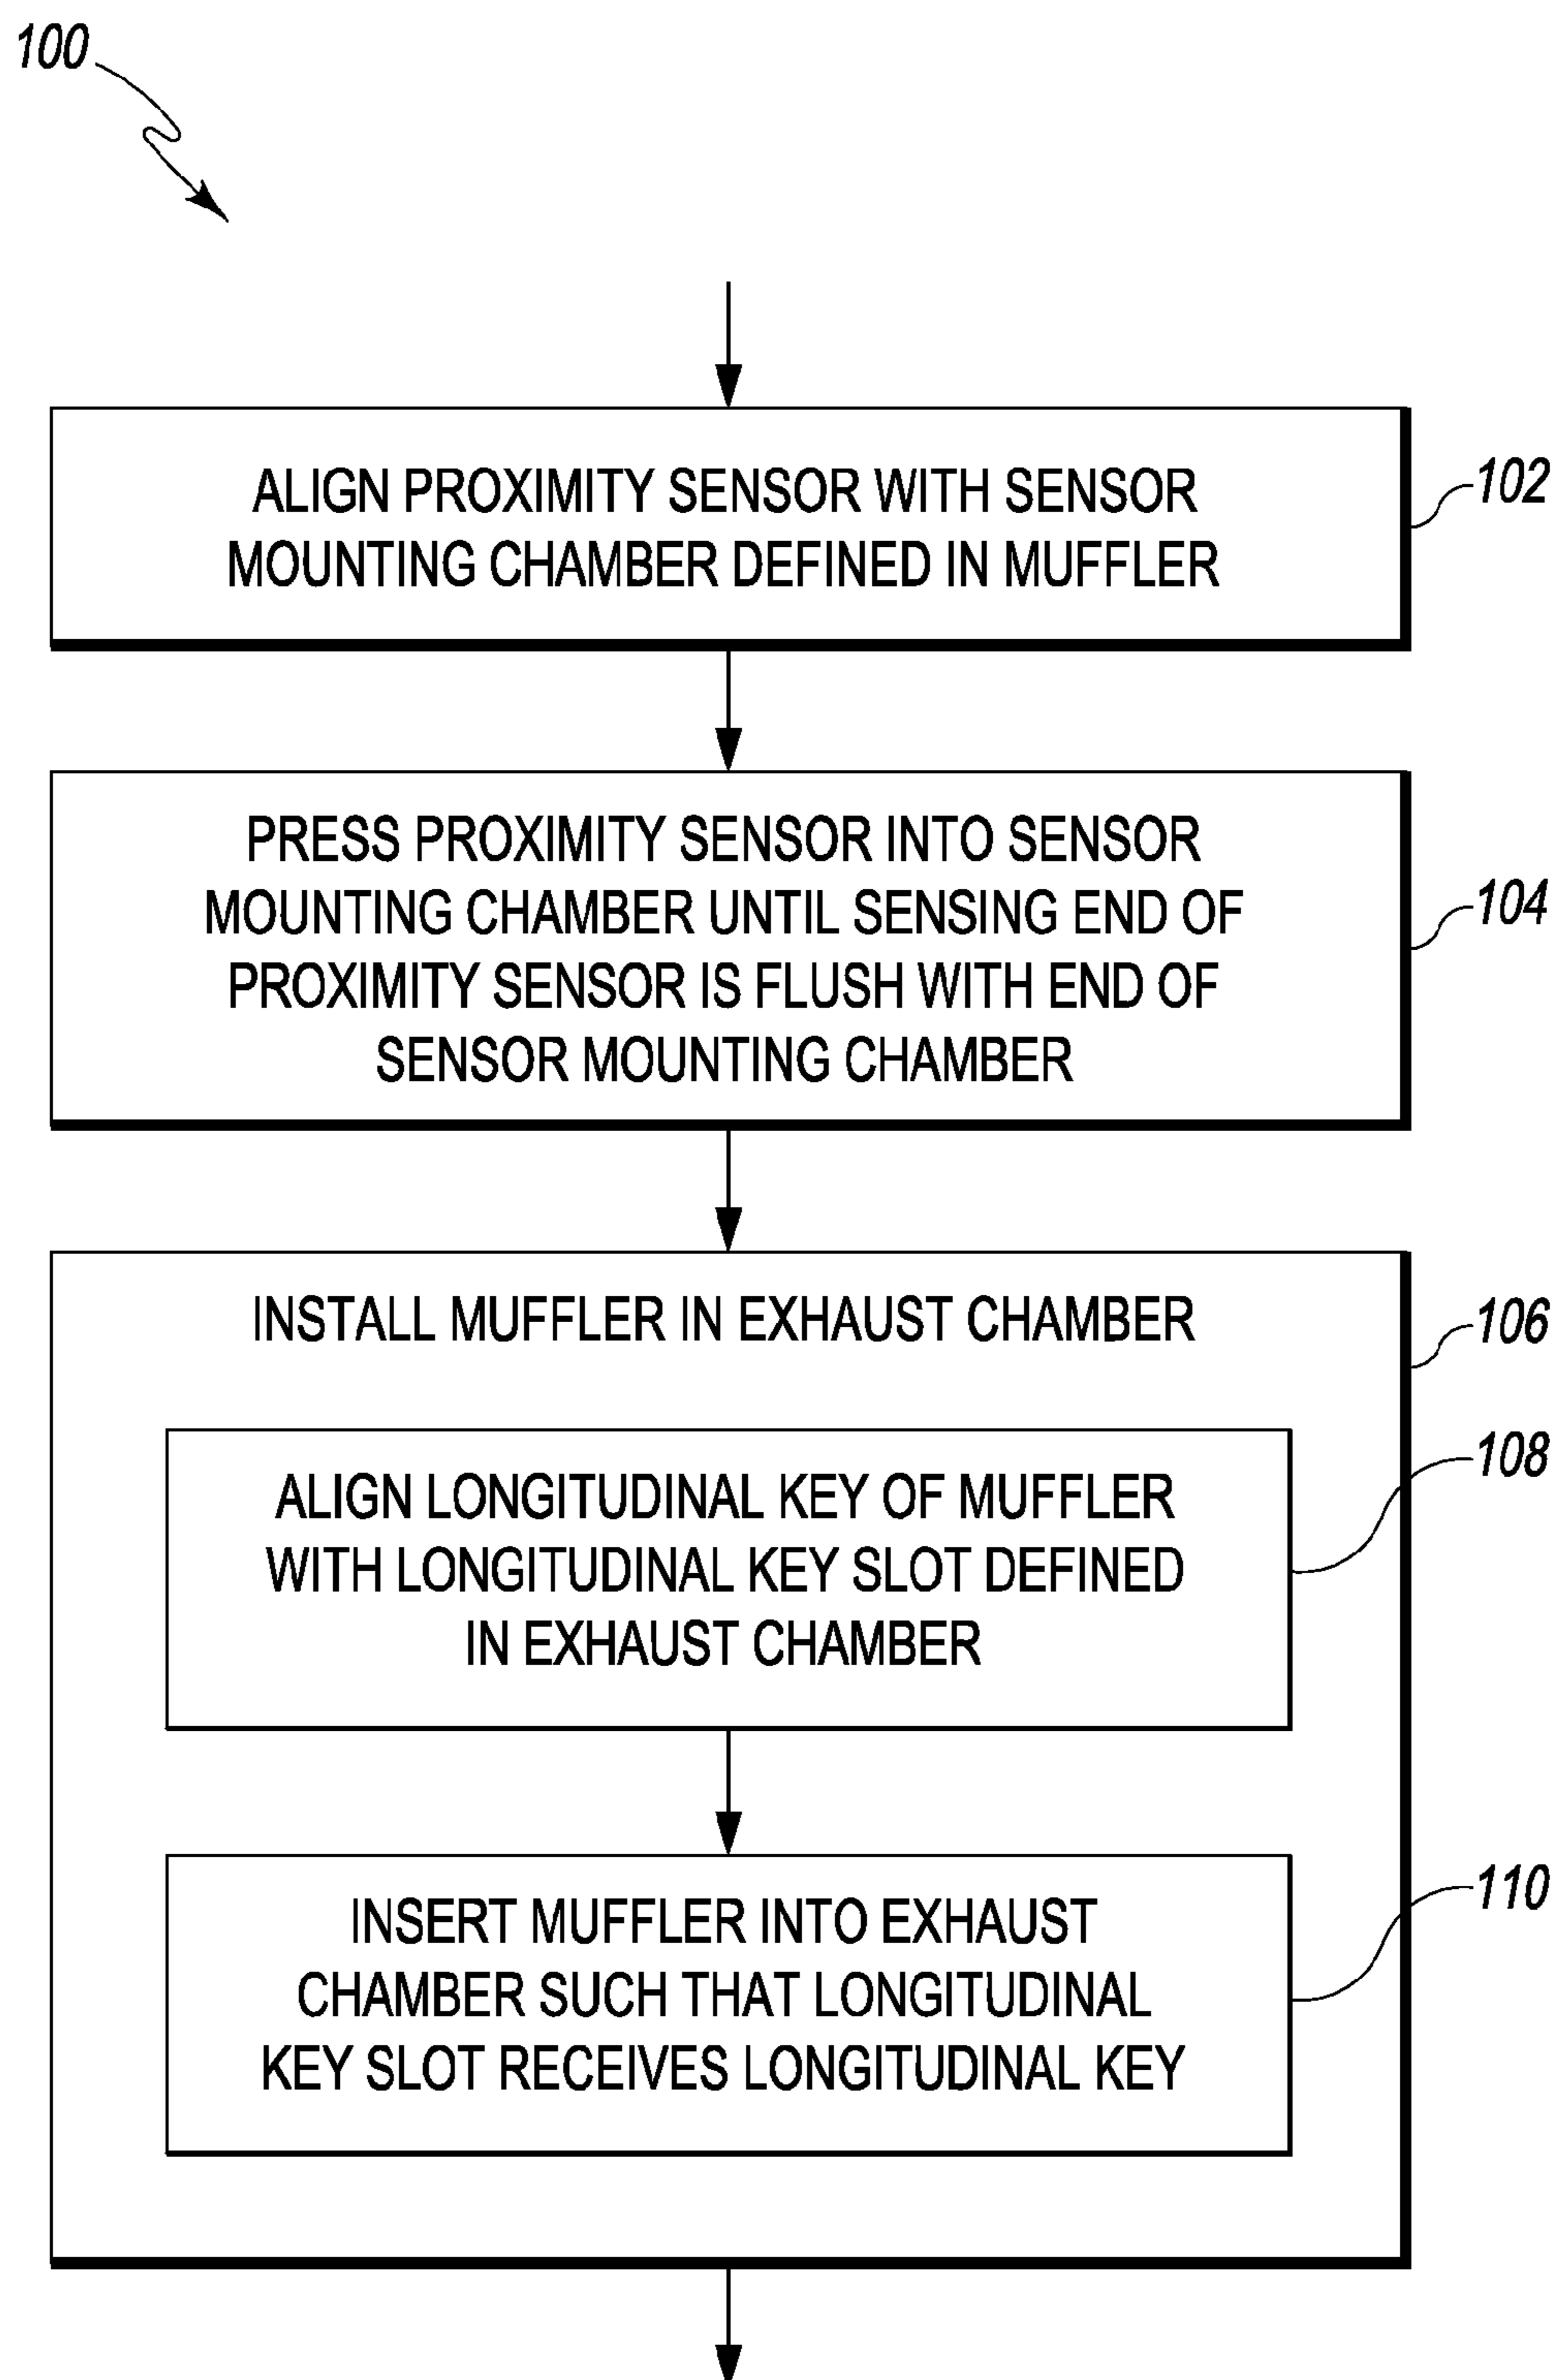 100
ALIGN PROXIMITY SENSOR WITH SENSOR
MOUNTING CHAMBER DEFINED IN MUFFLER
102
PRESS PROXIMITY SENSOR INTO SENSOR
MOUNTING CHAMBER UNTIL SENSING END OF
PROXIMITY SENSOR IS FLUSH WITH END OF
SENSOR MOUNTING CHAMBER
104
INSTALL MUFFLER IN EXHAUST CHAMBER
106
ALIGN LONGITUDINAL KEY OF MUFFLER
WITH LONGITUDINAL KEY SLOT DEFINED
IN EXHAUST CHAMBER
108
INSERT MUFFLER INTO EXHAUST
CHAMBER SUCH THAT LONGITUDINAL
KEY SLOT RECEIVES LONGITUDINAL KEY
110